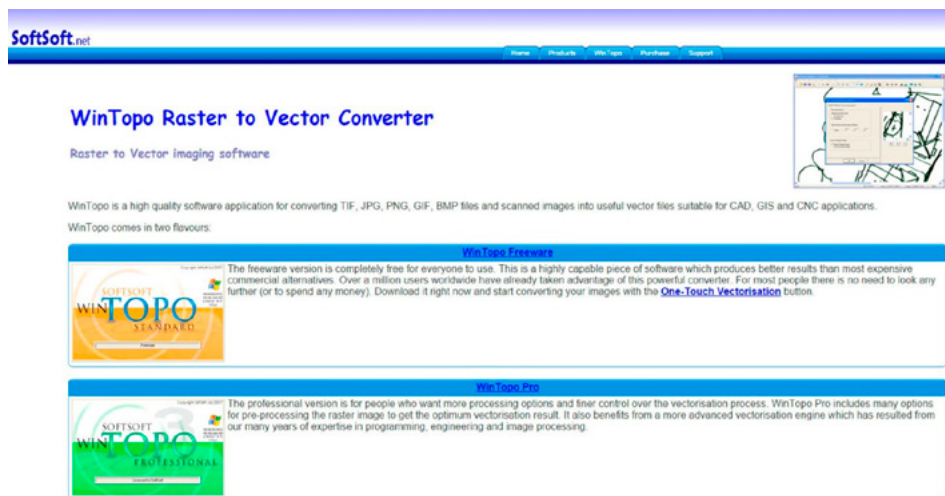 SoftSoft.net
Home Products WinTopo Purchase Support
WinTopo Raster to Vector Converter
Raster to Vector imaging software
WinTopo is a high quality software application for converting TIF, JPG, PNG, GIF, BMP files and scanned images into useful vector files suitable for CAD, GIS and CNC applications.
WinTopo comes in two flavours:
WinTopo Freeware
SOFTSOFT
WINTOPO
STANDARD
Freeware
The freeware version is completely free for everyone to use. This is a highly capable piece of software which produces better results than most expensive
commercial alternatives. Over a million users worldwide have already taken advantage of this powerful converter. For most people there is no need to look any
further (or to spend any money). Download it right now and start converting your images with the One-Touch Vectorisation button.
WinTopo Pro
SOFTSOFT
WINTOPO 3
PROFESSIONAL
The professional version is for people who want more processing options and finer control over the vectorisation process. WinTopo Pro includes many options
for pre-processing the raster image to get the optimum vectorisation result. It also benefits from a more advanced vectorisation engine which has resulted from
our many years of expertise in programming, engineering and image processing.